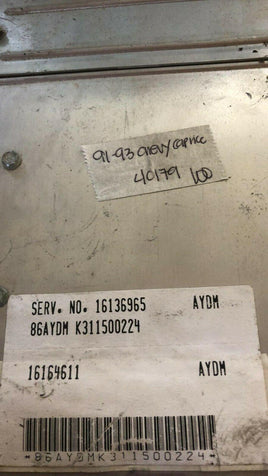 91-93 chevy caprice
40179 100
SERV. NO. 16136965 AYDM
86AYDM K311500224
16164611 AYDM
*86AYDMK311500224*